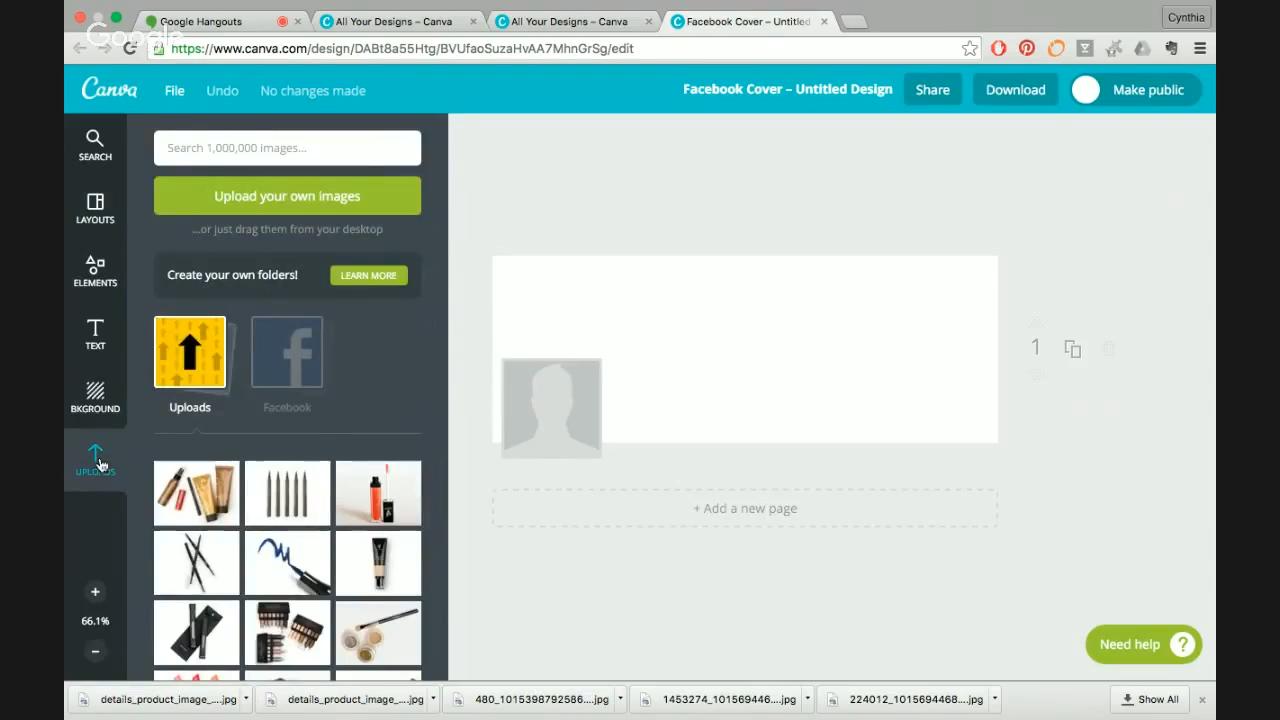 Google Hangouts
All Your Designs – Canva
All Your Designs – Canva
Facebook Cover – Untitled
Cynthia
Google
https://www.canva.com/design/DABt8a55Htg/BVUfaoSuzaHvAA7MhnGrSg/edit
Canva
File
Undo
No changes made
Facebook Cover – Untitled Design
Share
Download
Make public
SEARCH
LAYOUTS
ELEMENTS
TEXT
BKGROUND
UPLOADS
66.1%
Search 1,000,000 images...
Upload your own images
...or just drag them from your desktop
Create your own folders!
LEARN MORE
Uploads
Facebook
1
+ Add a new page
Need help ?
details_product_image_....jpg
details_product_image_....jpg
480_1015398792586....jpg
1453274_101569446....jpg
224012_1015694468....jpg
Show All